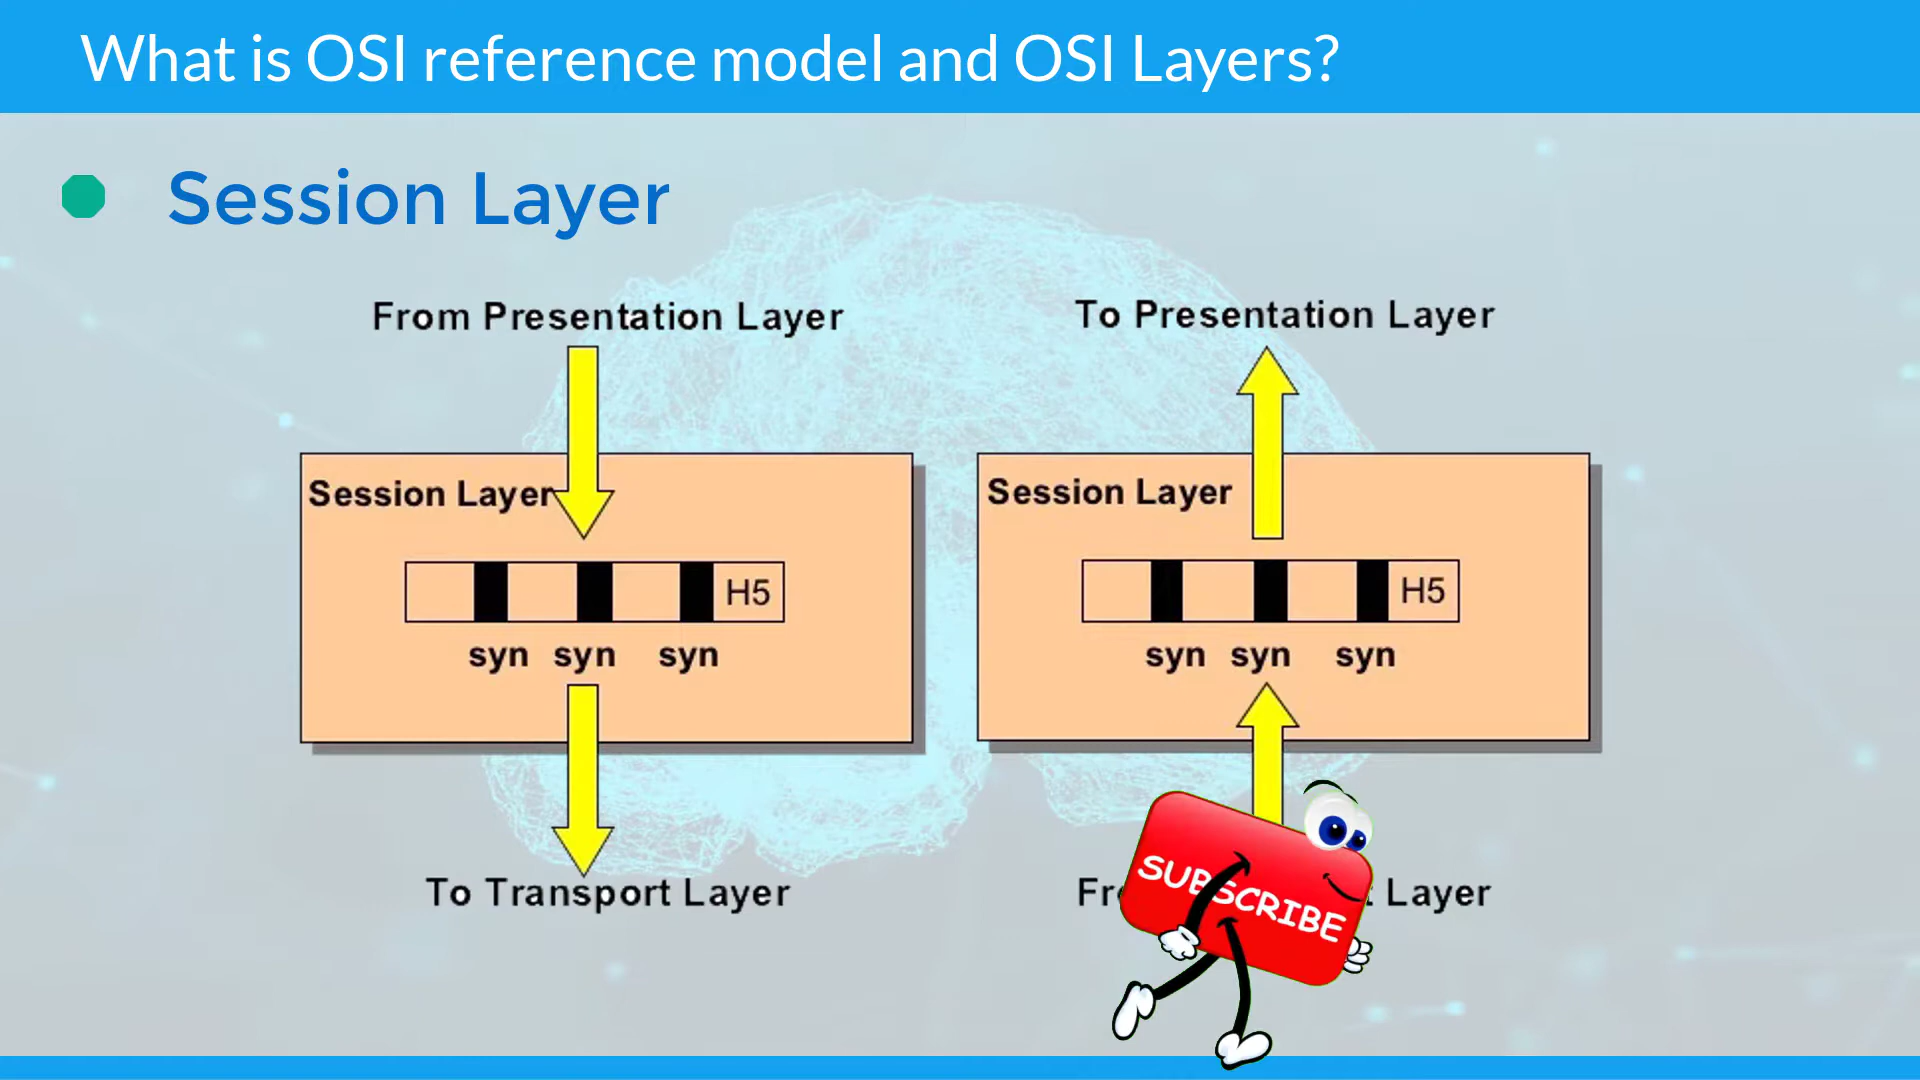 What is OSI reference model and OSI Layers?
Session Layer
From Presentation Layer
To Presentation Layer
Session Layer
H5
syn syn syn
Session Layer
H5
syn syn syn
To Transport Layer
Layer
SUBSCRIBE